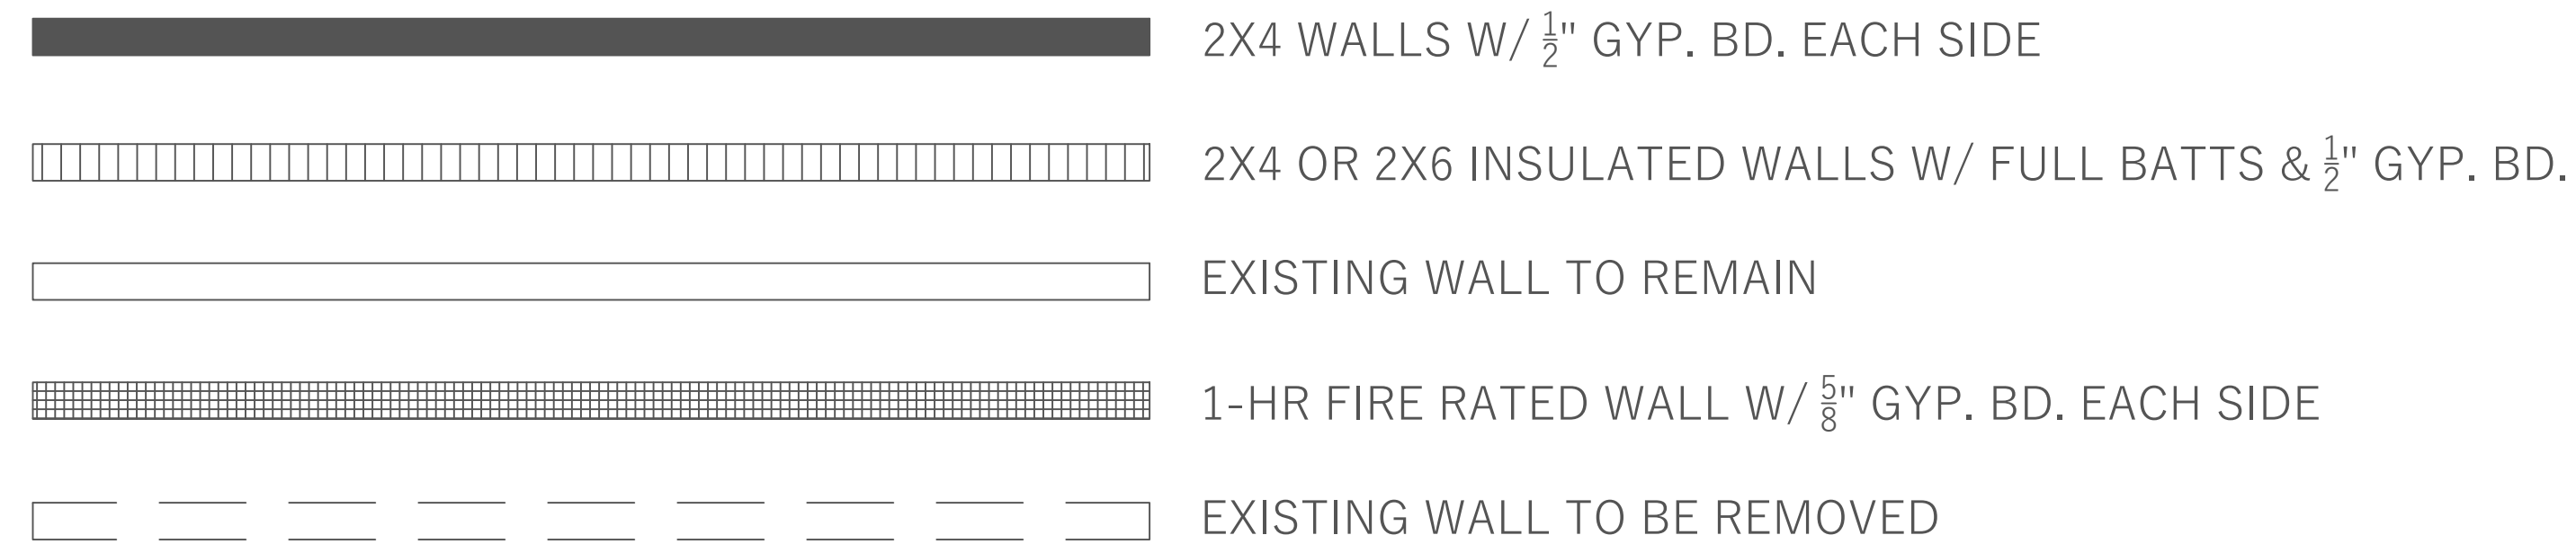 2X4 WALLS W/ ½" GYP. BD. EACH SIDE
2X4 OR 2X6 INSULATED WALLS W/ FULL BATTS & ½" GYP. BD.
EXISTING WALL TO REMAIN
1-HR FIRE RATED WALL W/ ⅝" GYP. BD. EACH SIDE
EXISTING WALL TO BE REMOVED